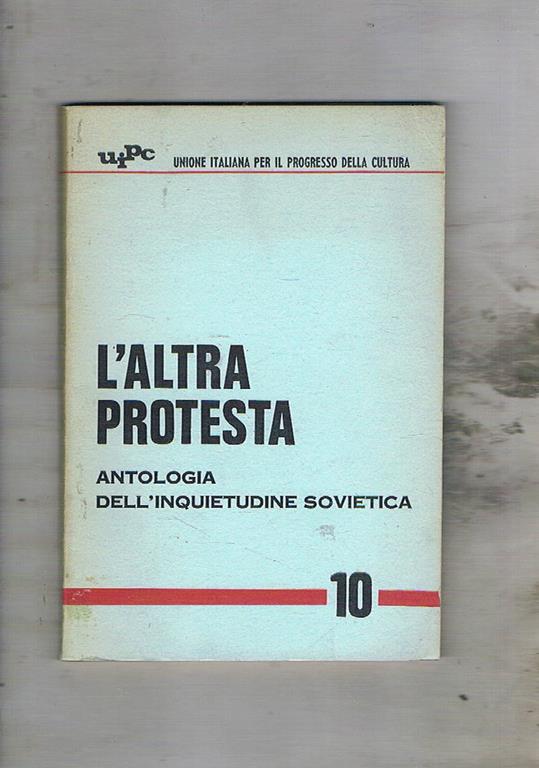 uipc UNIONE ITALIANA PER IL PROGRESSO DELLA CULTURA
L'ALTRA
PROTESTA
ANTOLOGIA
DELL'INQUIETUDINE SOVIETICA
10